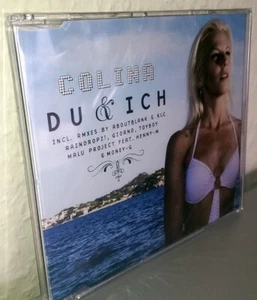 COLINA
DU & ICH
INCL. RMXES BY ABOUTBLANK & KLC
RAINDROPZ!, GIORNO, TOYBOY
MALU PROJECT FEAT. HENNY-M
& MONEY-G